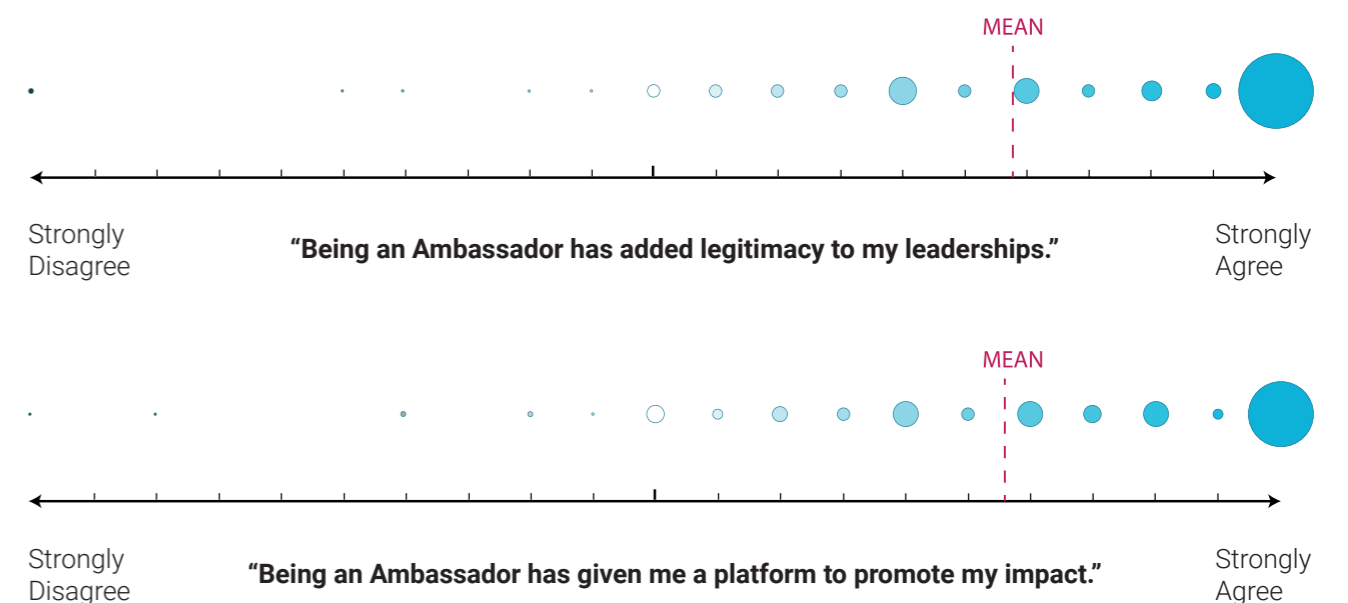 MEAN
Strongly
Disagree
“Being an Ambassador has added legitimacy to my leaderships.”
Strongly
Agree
MEAN
Strongly
Disagree
“Being an Ambassador has given me a platform to promote my impact.”
Strongly
Agree